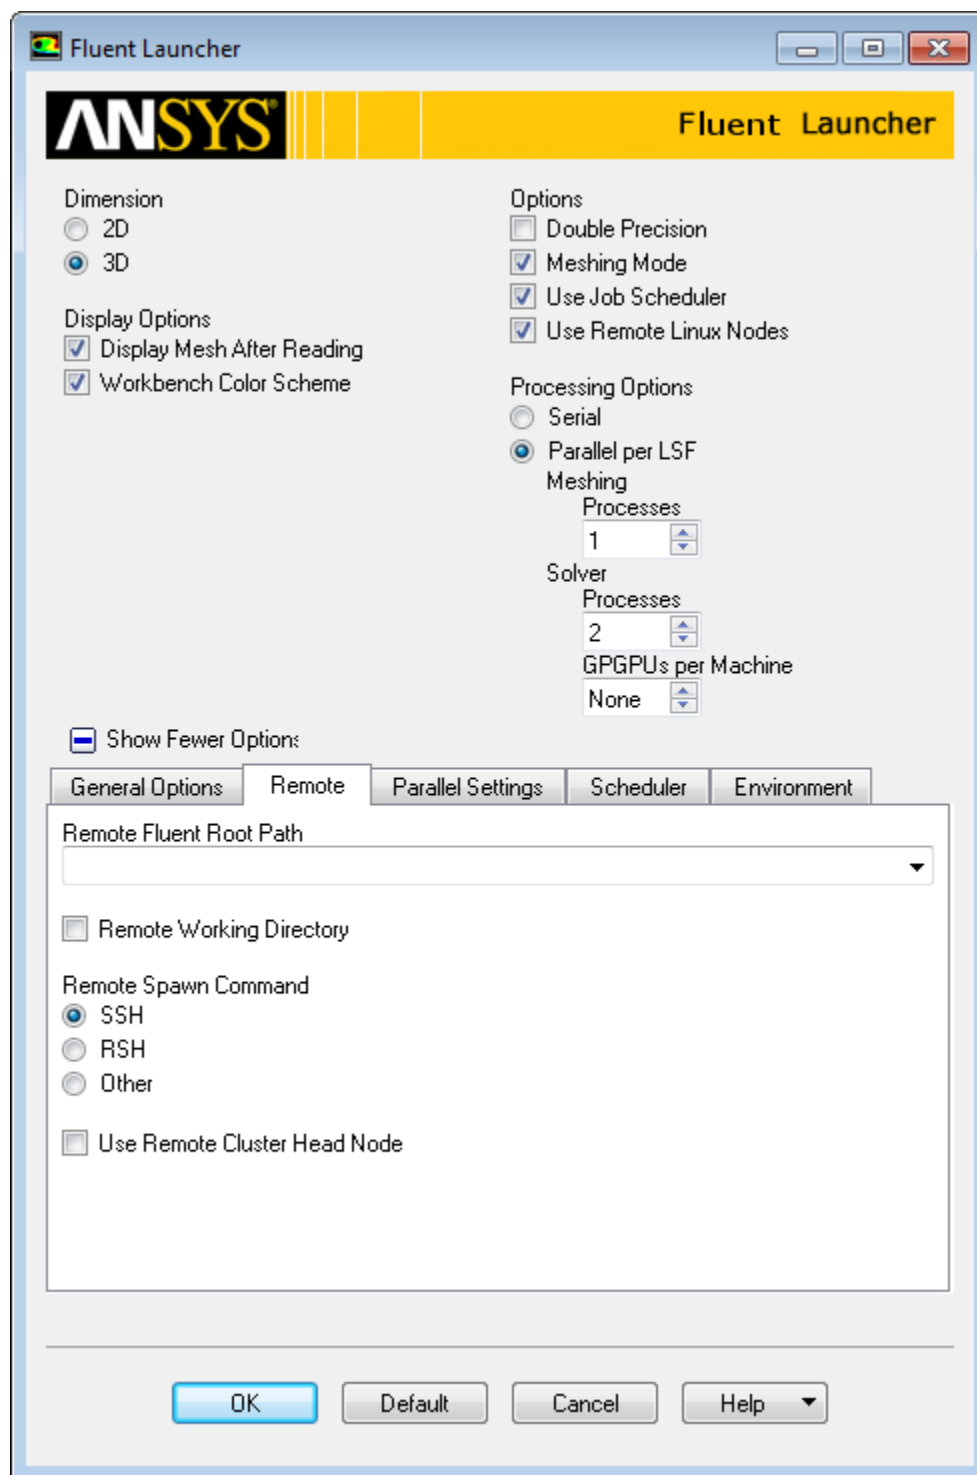 Fluent Launcher
ANSYS®
Fluent Launcher
Dimension
2D
3D
Display Options
Display Mesh After Reading
Workbench Color Scheme
Options
Double Precision
Meshing Mode
Use Job Scheduler
Use Remote Linux Nodes
Processing Options
Serial
Parallel per LSF
Meshing
Processes
1
Solver
Processes
2
GPGPUs per Machine
None
Show Fewer Options
General Options
Remote
Parallel Settings
Scheduler
Environment
Remote Fluent Root Path
Remote Working Directory
Remote Spawn Command
SSH
RSH
Other
Use Remote Cluster Head Node
OK
Default
Cancel
Help